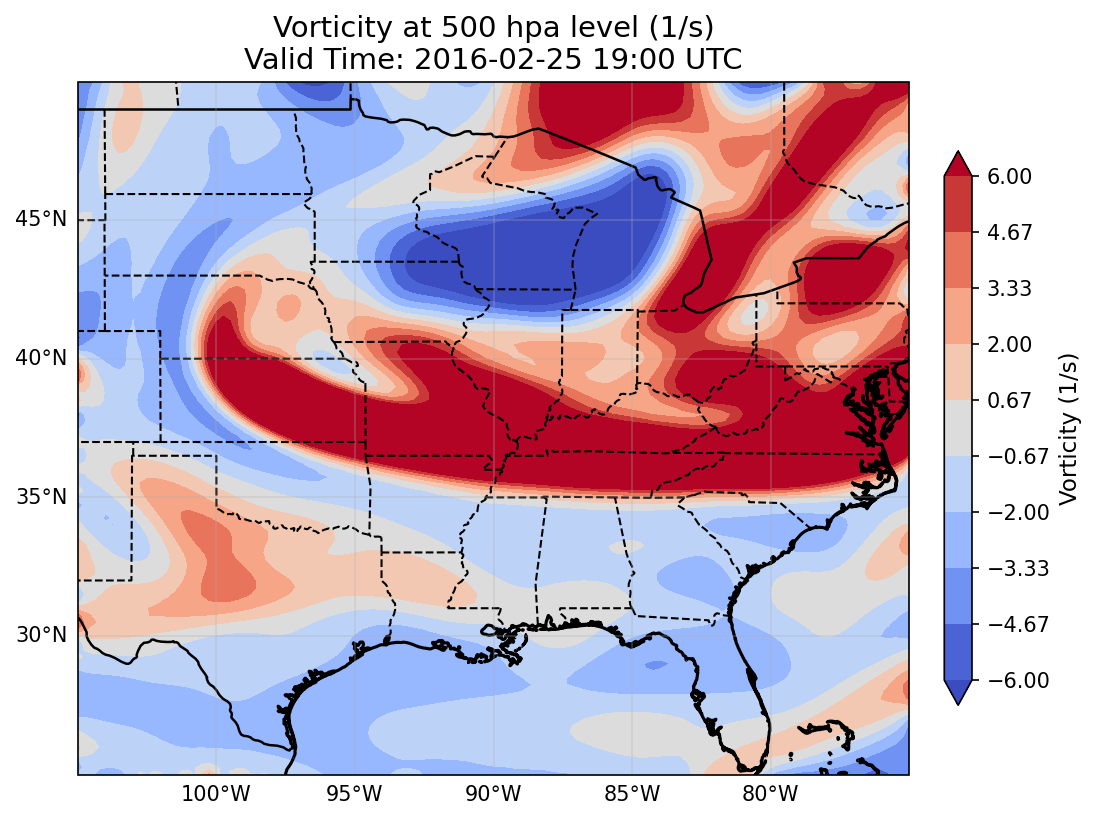 Vorticity at 500 hpa level (1/s)
Valid Time: 2016-02-25 19:00 UTC
45°N
40°N
35°N
30°N
100°W
95°W
90°W
85°W
80°W
6.00
4.67
3.33
2.00
0.67
−0.67
−2.00
−3.33
−4.67
−6.00
Vorticity (1/s)